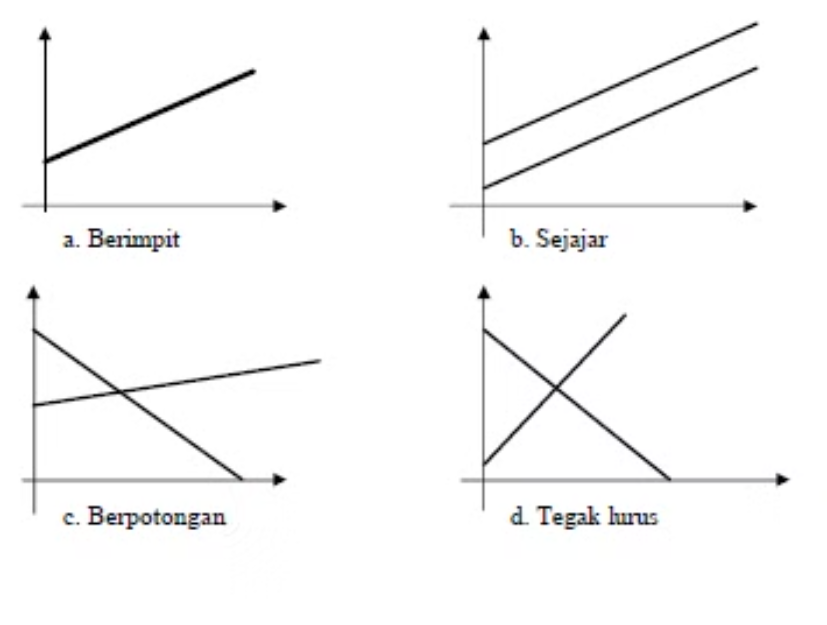 a. Berimpit
b. Sejajar
c. Berpotongan
d. Tegak lurus